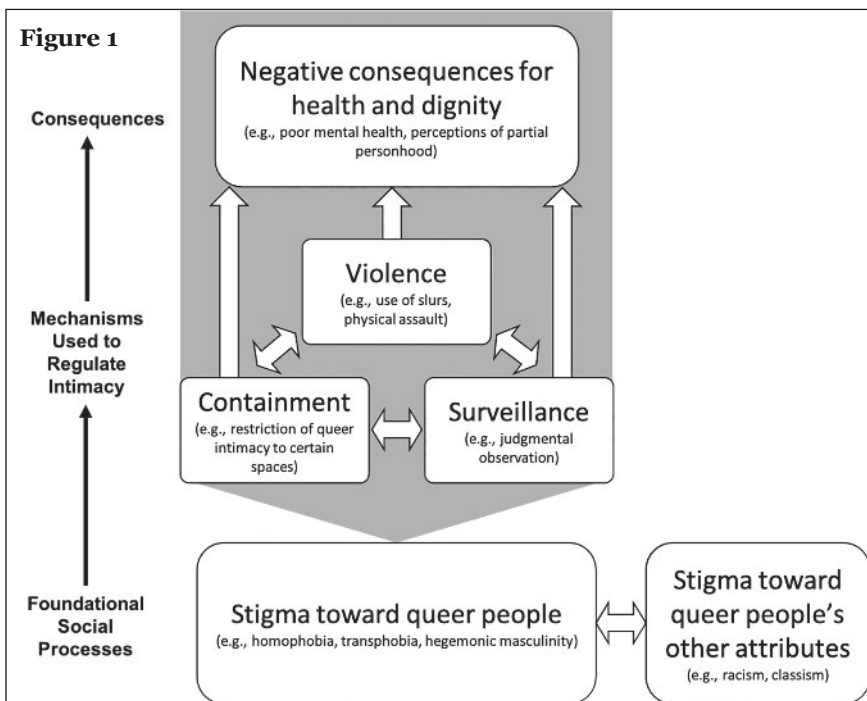 Figure 1
Consequences
Negative consequences for
health and dignity
(e.g., poor mental health, perceptions of partial
personhood)
Mechanisms
Used to
Regulate
Intimacy
Violence
(e.g., use of slurs,
physical assault)
Containment
(e.g., restriction of queer
intimacy to certain
spaces)
Surveillance
(e.g., judgmental
observation)
Foundational
Social
Processes
Stigma toward queer people
(e.g., homophobia, transphobia, hegemonic masculinity)
Stigma toward
queer people's
other attributes
(e.g., racism, classism)